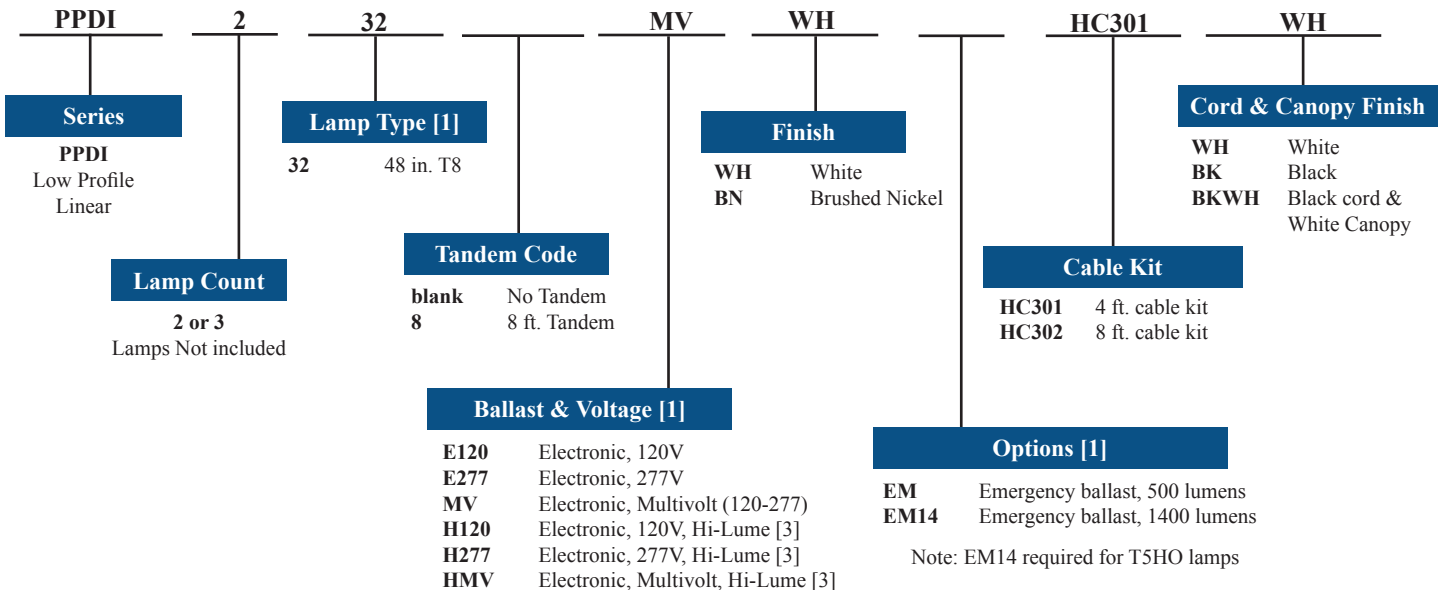 PPDI 2 32 MV WH HC301 WH
Series
PPDI
Low Profile
Linear
Lamp Count
2 or 3
Lamps Not included
Lamp Type [1]
32 48 in. T8
Tandem Code
blank No Tandem
8 8 ft. Tandem
Ballast & Voltage [1]
E120 Electronic, 120V
E277 Electronic, 277V
MV Electronic, Multivolt (120-277)
H120 Electronic, 120V, Hi-Lume [3]
H277 Electronic, 277V, Hi-Lume [3]
HMV Electronic, Multivolt, Hi-Lume [3]
Finish
WH White
BN Brushed Nickel
Options [1]
EM Emergency ballast, 500 lumens
EM14 Emergency ballast, 1400 lumens
Note: EM14 required for T5HO lamps
Cable Kit
HC301 4 ft. cable kit
HC302 8 ft. cable kit
Cord & Canopy Finish
WH White
BK Black
BKWH Black cord &
White Canopy